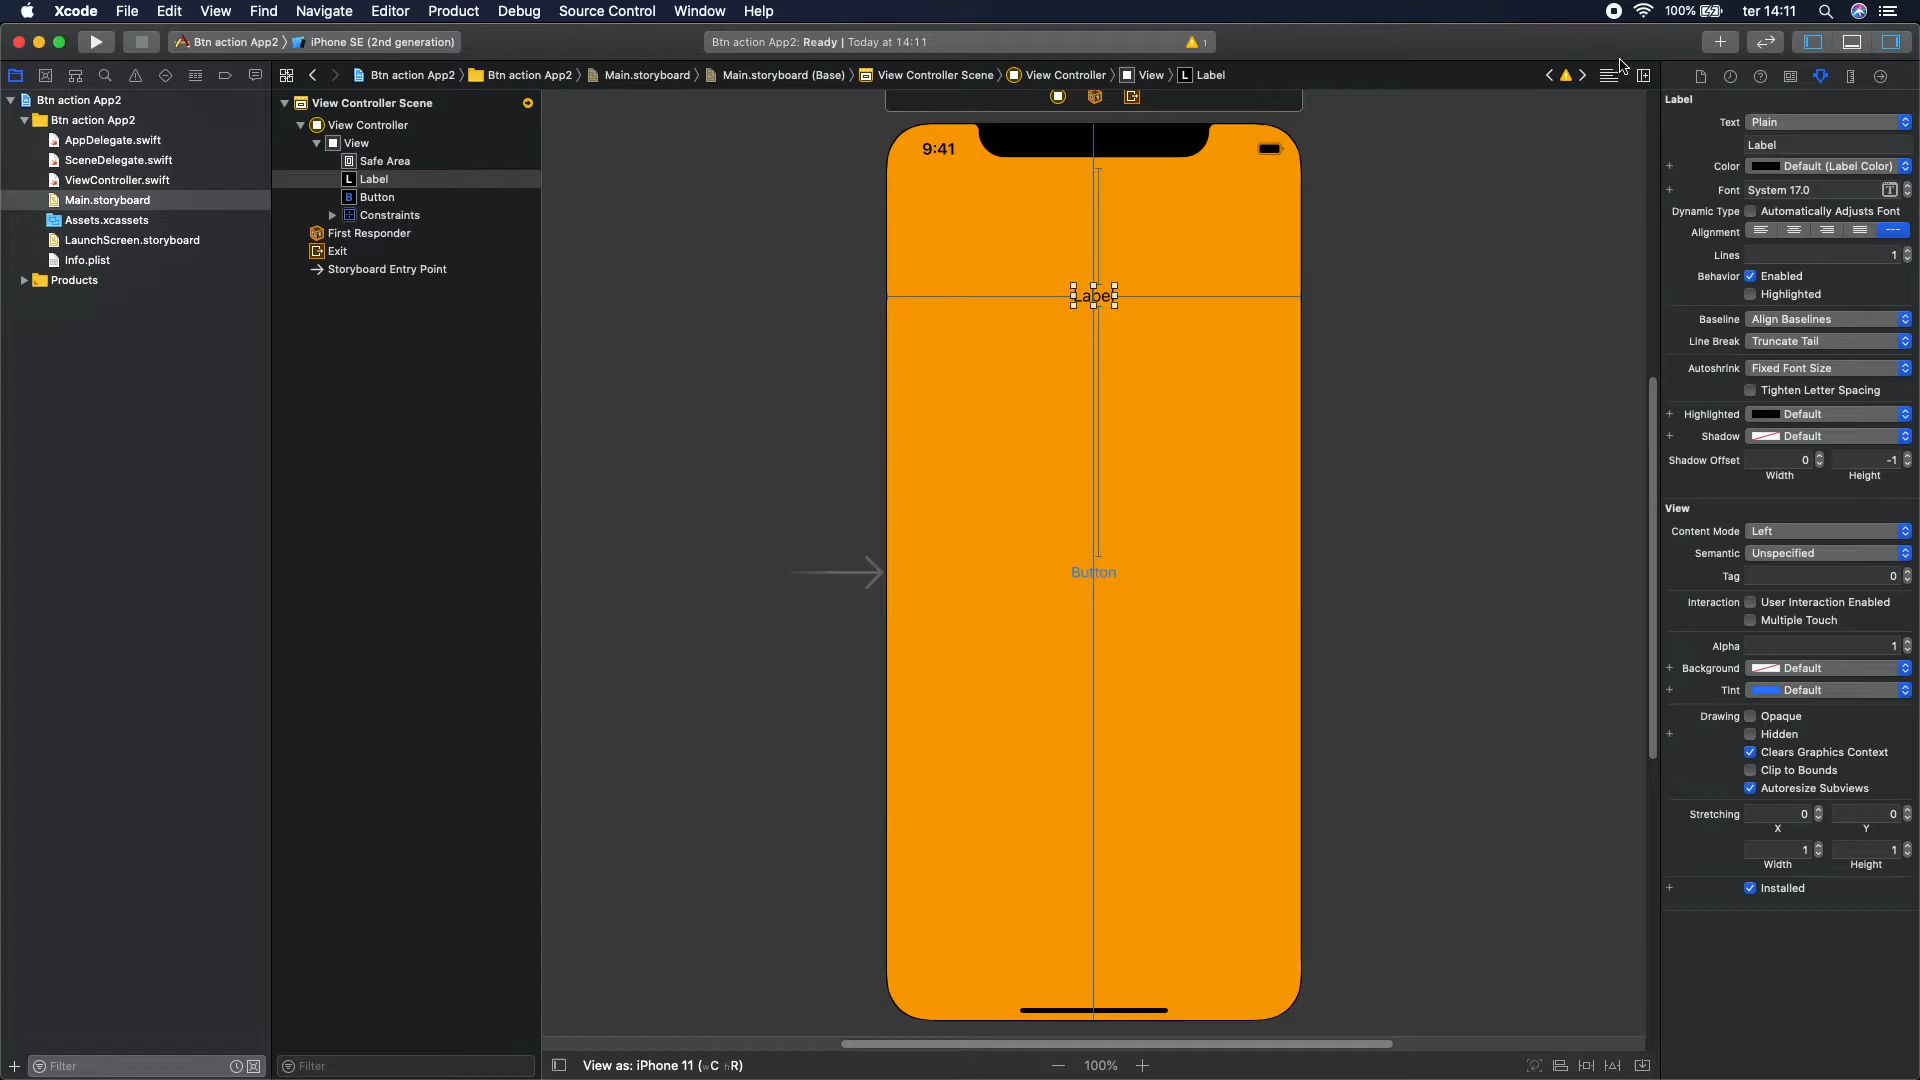 Xcode File Edit View Find Navigate Editor Product Debug Source Control Window Help 100% ter 14:11
Btn action App2 iPhone SE (2nd generation) Btn action App2: Ready | Today at 14:11 1
Btn action App2 Btn action App2 Main.storyboard Main.storyboard (Base) View Controller Scene View Controller View L Label
Btn action App2
Btn action App2
AppDelegate.swift
SceneDelegate.swift
ViewController.swift
Main.storyboard
Assets.xcassets
LaunchScreen.storyboard
Info.plist
Products
Filter
View Controller Scene
View Controller
View
Safe Area
L Label
B Button
Constraints
First Responder
Exit
Storyboard Entry Point
Filter
9:41
Label
Button
View as: iPhone 11 (wC hR) 100%
Label
Text Plain
Label
Color Default (Label Color)
Font System 17.0
Dynamic Type Automatically Adjusts Font
Alignment
Lines 1
Behavior Enabled
Highlighted
Baseline Align Baselines
Line Break Truncate Tail
Autoshrink Fixed Font Size
Tighten Letter Spacing
Highlighted Default
Shadow Default
Shadow Offset 0 -1
Width Height
View
Content Mode Left
Semantic Unspecified
Tag 0
Interaction User Interaction Enabled
Multiple Touch
Alpha 1
Background Default
Tint Default
Drawing Opaque
Hidden
Clears Graphics Context
Clip to Bounds
Autoresize Subviews
Stretching 0 0
X Y
1 1
Width Height
Installed